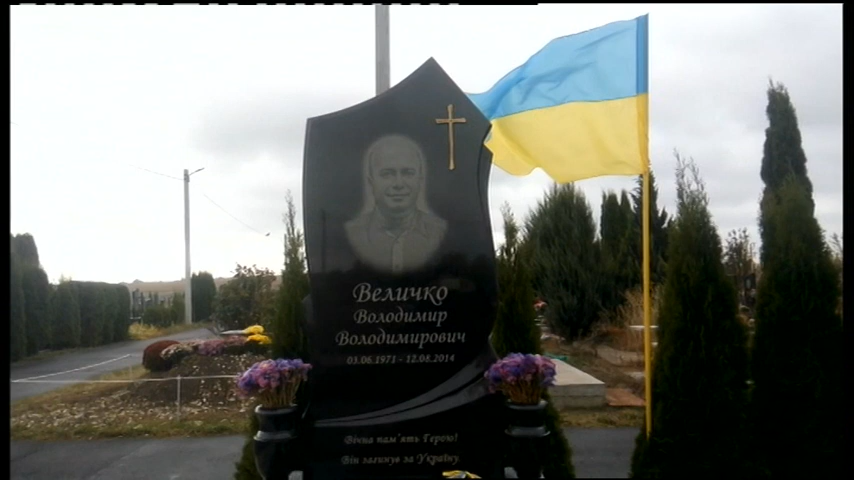 Величко
Володимир
Володимирович
03.06.1971 - 12.08.2014
Вічна пам'ять Герою!
Він загинув за Україну